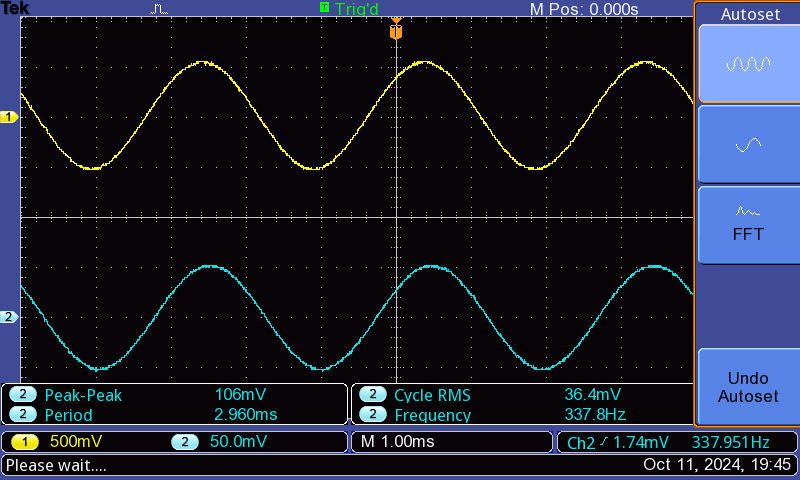 Tek T Trig'd M Pos: 0.000s
Autoset
T
1
FFT
2
Undo
Autoset
2 Peak-Peak 106mV 2 Cycle RMS 36.4mV
2 Period 2.960ms 2 Frequency 337.8Hz
1 500mV 2 50.0mV M 1.00ms Ch2 / 1.74mV 337.951Hz
Please wait.... Oct 11, 2024, 19:45